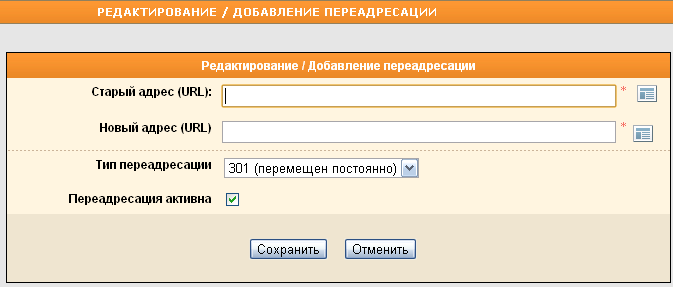 РЕДАКТИРОВАНИЕ / ДОБАВЛЕНИЕ ПЕРЕАДРЕСАЦИИ
Редактирование / Добавление переадресации
Старый адрес (URL): *
Новый адрес (URL) *
Тип переадресации 301 (перемещен постоянно)
Переадресация активна
Сохранить Отменить